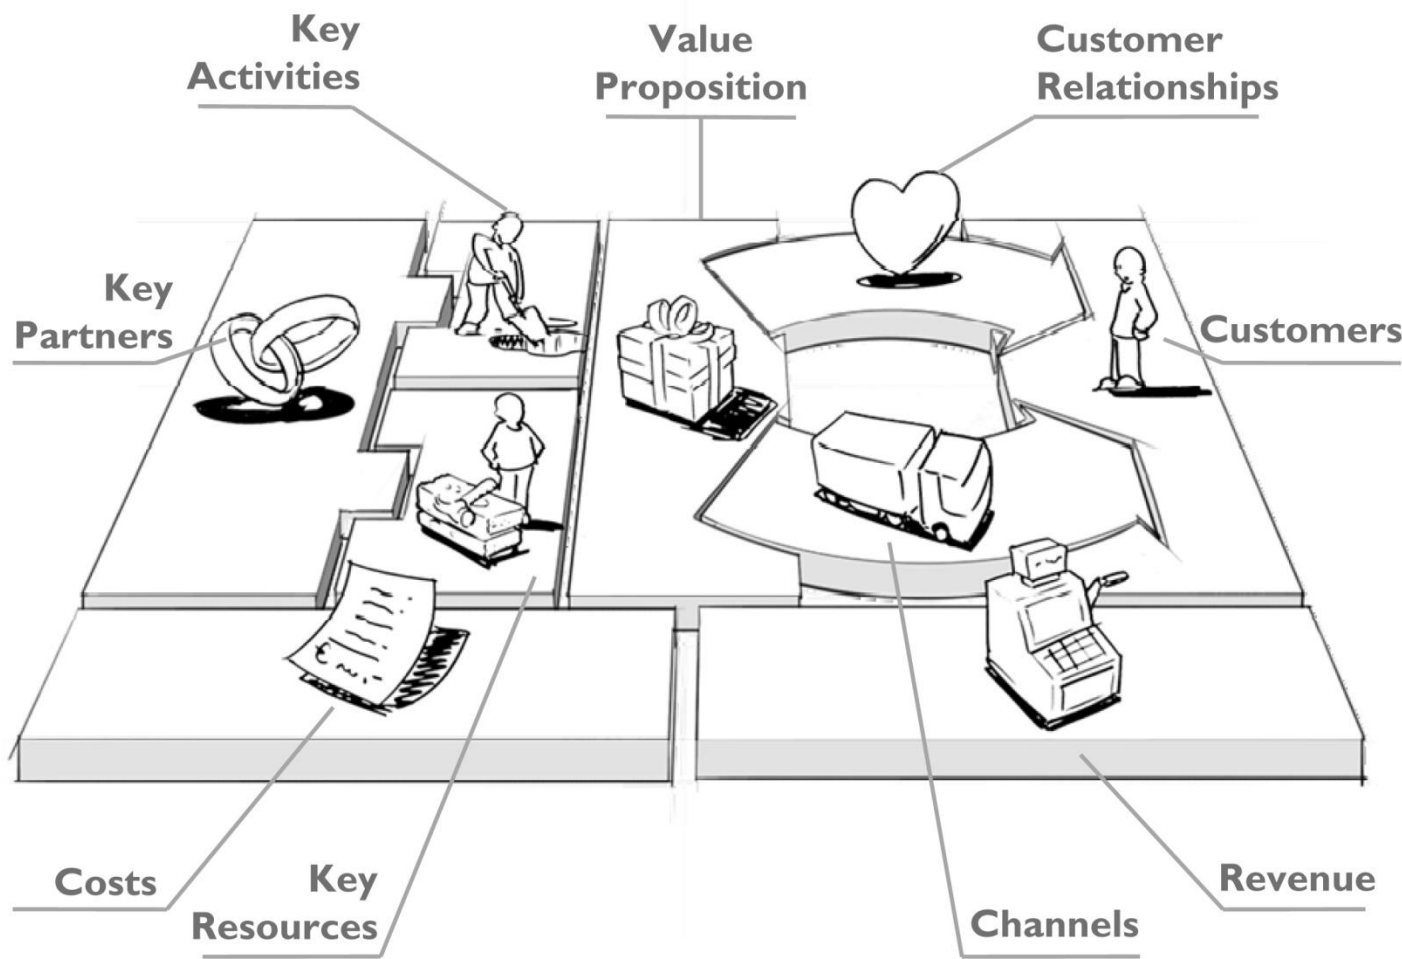 Key
Activities
Value
Proposition
Customer
Relationships
Key
Partners
Customers
€
Costs
Key
Resources
Channels
Revenue